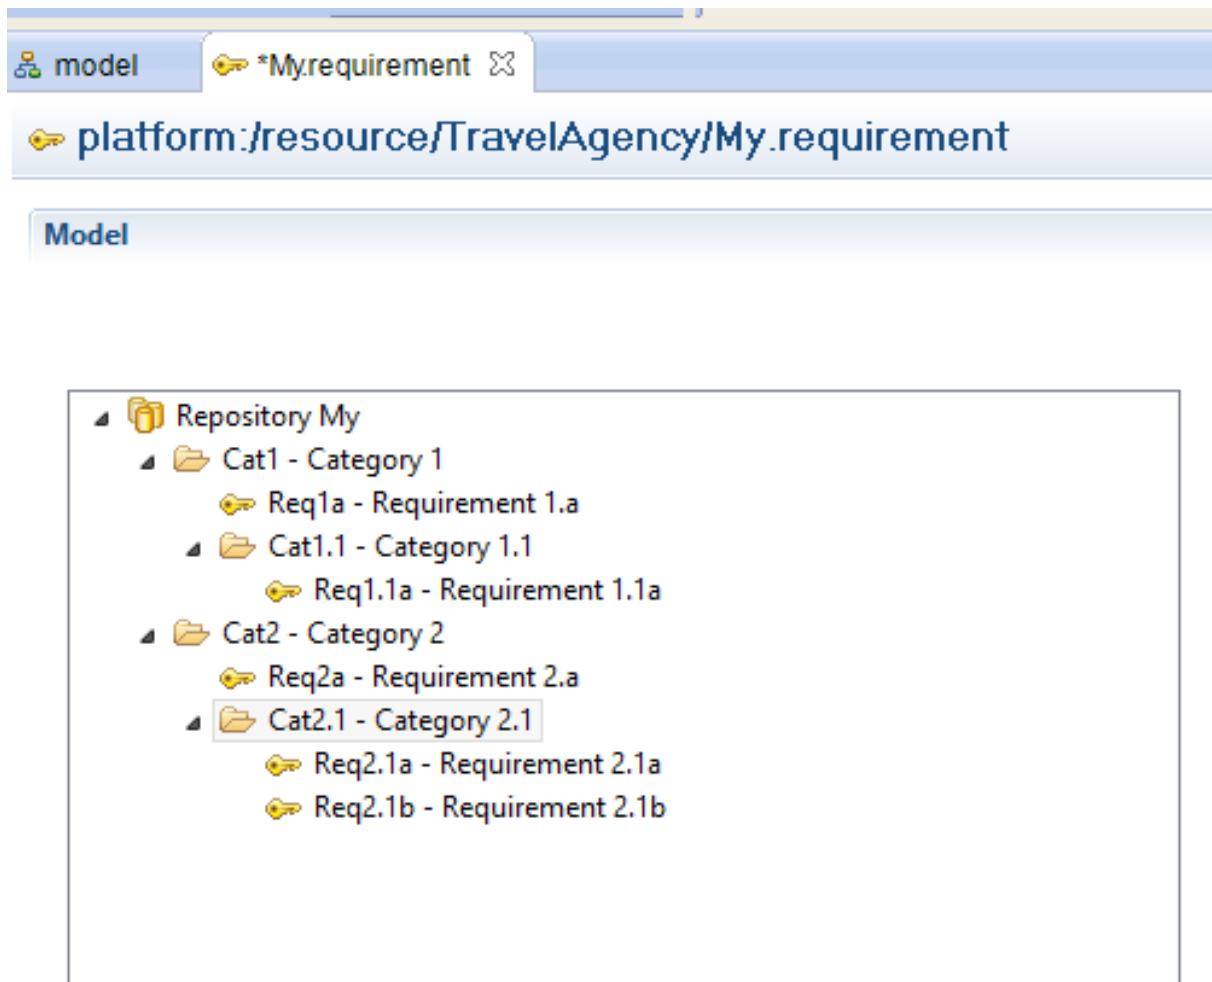 model *My.requirement
platform:/resource/TravelAgency/My.requirement
Model
Repository My
Cat1 - Category 1
Req1a - Requirement 1.a
Cat1.1 - Category 1.1
Req1.1a - Requirement 1.1a
Cat2 - Category 2
Req2a - Requirement 2.a
Cat2.1 - Category 2.1
Req2.1a - Requirement 2.1a
Req2.1b - Requirement 2.1b